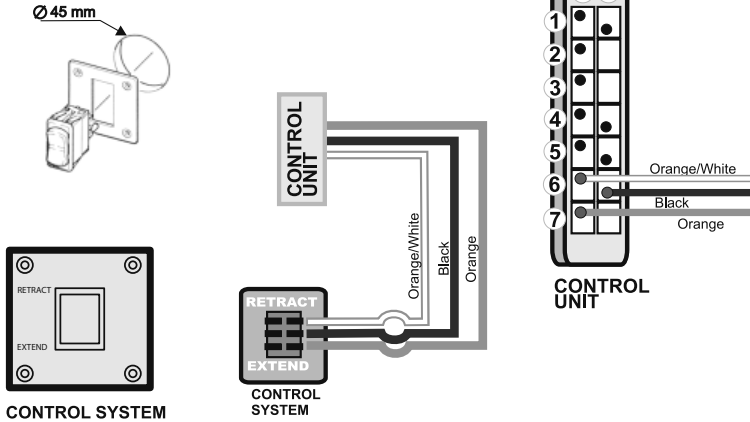 Ø 45 mm
RETRACT
EXTEND
CONTROL SYSTEM
CONTROL
UNIT
Orange/White
Black
Orange
RETRACT
EXTEND
CONTROL
SYSTEM
1
2
3
4
5
6
7
Orange/White
Black
Orange
CONTROL
UNIT